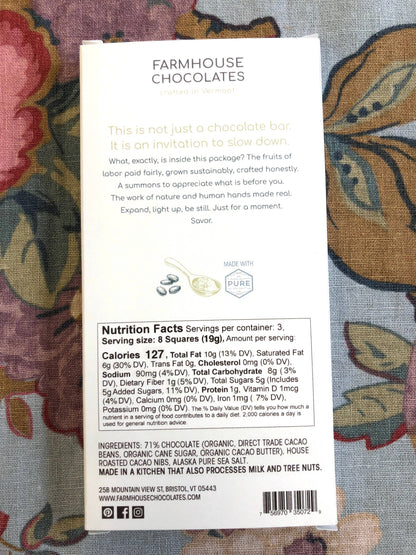 FARMHOUSE
CHOCOLATES
crafted in Vermont
This is not just a chocolate bar.
It is an invitation to slow down.
What, exactly, is inside this package? The fruits of
labor paid fairly, grown sustainably, crafted honestly.
A summons to appreciate what is before you.
The work of nature and human hands made real.
Expand, light up, be still. Just for a moment.
Savor.
MADE WITH
PURE
Nutrition Facts Servings per container: 3,
Serving size: 8 Squares (19g), Amount per serving:
Calories 127, Total Fat 10g (13% DV), Saturated Fat
6g (30% DV), Trans Fat 0g, Cholesterol 0mg (0% DV),
Sodium 90mg (4% DV), Total Carbohydrate 8g (3%
DV), Dietary Fiber 1g (5% DV), Total Sugars 5g (Includes
5g Added Sugars, 11% DV), Protein 1g, Vitamin D 1mcg
(4% DV), Calcium 0mg (0% DV), Iron 1mg (7% DV),
Potassium 0mg (0% DV). The % Daily Value (DV) tells you how much a
nutrient in a serving of food contributes to a daily diet. 2,000 calories a day is
used for general nutrition advice
INGREDIENTS: 71% CHOCOLATE (ORGANIC, DIRECT TRADE CACAO
BEANS, ORGANIC CANE SUGAR, ORGANIC CACAO BUTTER), HOUSE
ROASTED CACAO NIBS, ALASKA PURE SEA SALT.
MADE IN A KITCHEN THAT ALSO PROCESSES MILK AND TREE NUTS.
258 MOUNTAIN VIEW ST, BRISTOL, VT 05443
WWW.FARMHOUSECHOCOLATES.COM
7 56970 35072 9